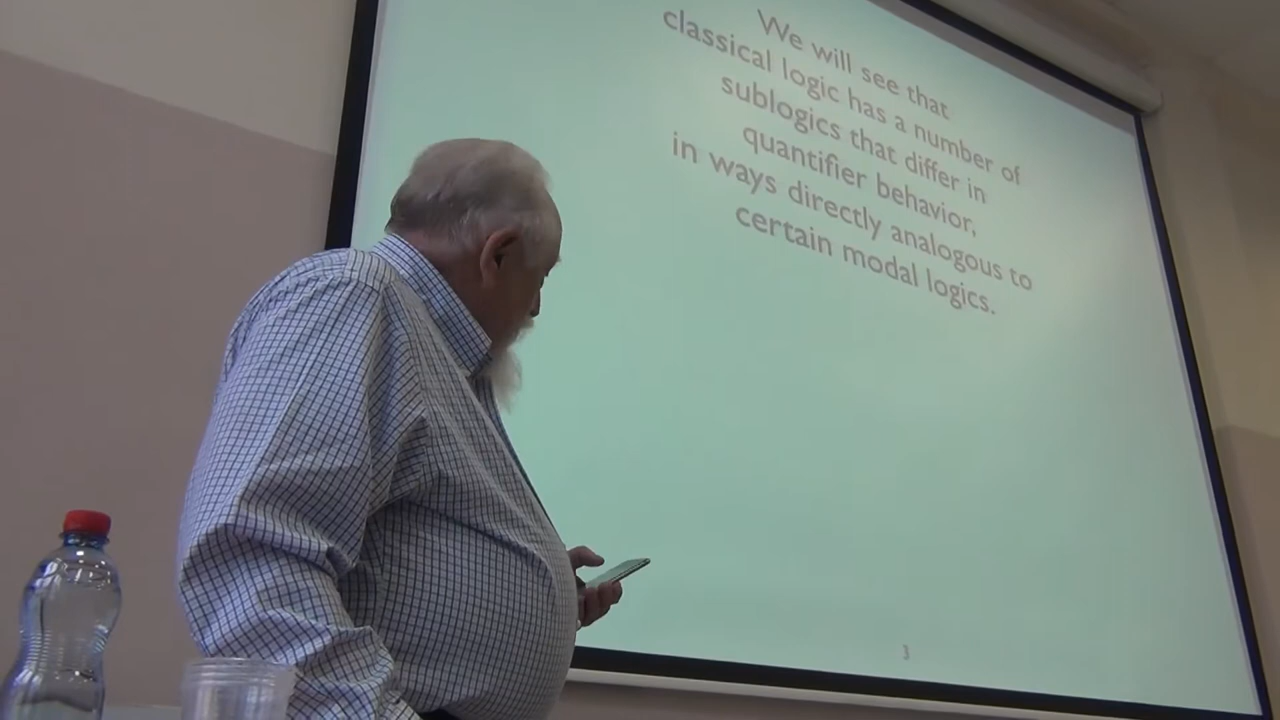 We will see that
classical logic has a number of
sublogics that differ in
quantifier behavior,
in ways directly analogous to
certain modal logics.
3